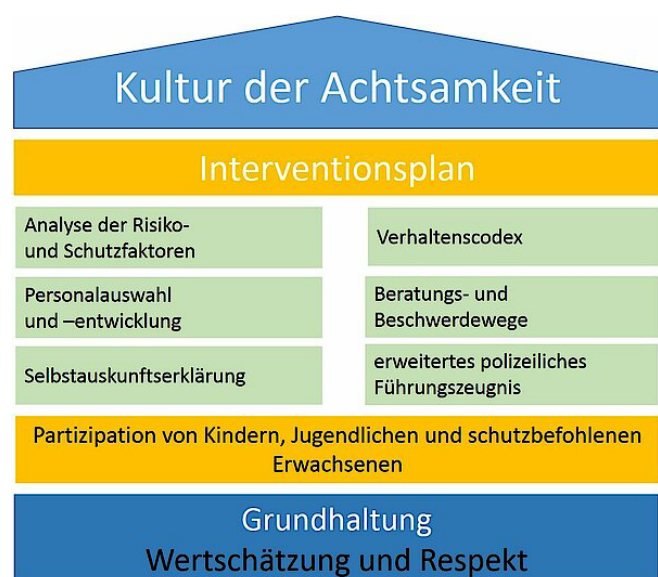 Kultur der Achtsamkeit
Interventionsplan
Analyse der Risiko-
und Schutzfaktoren
Verhaltenscodex
Personalauswahl
und –entwicklung
Beratungs- und
Beschwerdewege
Selbstauskunftserklärung
erweitertes polizeiliches
Führungszeugnis
Partizipation von Kindern, Jugendlichen und schutzbefohlenen
Erwachsenen
Grundhaltung
Wertschätzung und Respekt